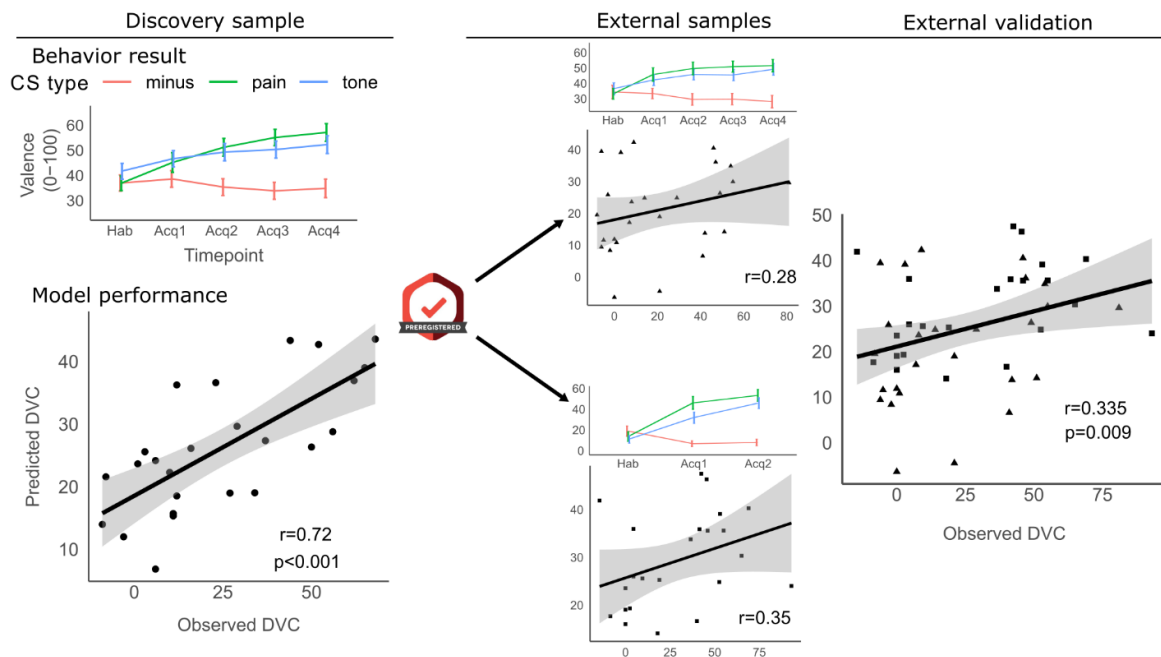 Discovery sample
External samples
External validation
Behavior result
CS type minus pain tone
Valence
(0−100)
60
50
40
30
Hab Acq1 Acq2 Acq3 Acq4
Timepoint
Model performance
Predicted DVC
40
30
20
10
0 25 50
Observed DVC
r=0.72
p<0.001
PREREGISTERED
60
50
40
30
Hab Acq1 Acq2 Acq3 Acq4
40
30
20
10
0
0 20 40 60 80
r=0.28
60
40
20
0
Hab Acq1 Acq2
40
30
20
0 25 50 75
r=0.35
50
40
30
20
10
0
0 25 50 75
Observed DVC
r=0.335
p=0.009